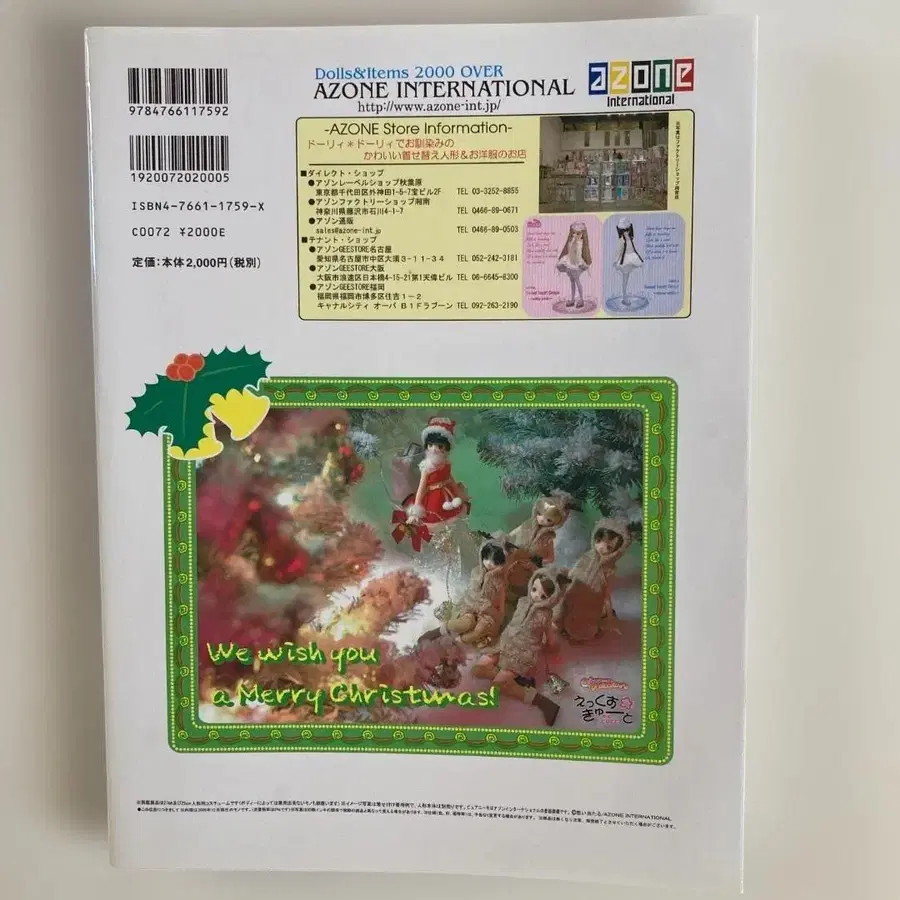 9784766117592
1920072020005
ISBN4-7661-1759-X
C0072 ¥2000E
定価:本体2,000円(税別)
Dolls&Items 2000 OVER
AZONE INTERNATIONAL
http://www.azone-int.jp/
azone
International
-AZONE Store Information-
ドーリィ*ドーリィでお馴染みの
かわいい着せ替え人形&お洋服のお店
■ダイレクト・ショップ
●アゾンレーベルショップ秋葉原
東京都千代田区外神田1-5-7宝ビル2F TEL 03-3252-8855
●アゾンファクトリーショップ湘南
神奈川県藤沢市石川4-1-7 TEL 0466-89-0671
●アゾン通販
sales@azone-int.jp TEL 0466-89-0503
■テナント・ショップ
●アゾンGEESTORE名古屋
愛知県名古屋市中区大須3-11-34 TEL 052-242-3181
●アゾンGEESTORE大阪
大阪市浪速区日本橋4-15-21第1天偉ビル TEL 06-6645-8300
●アゾンGEESTORE福岡
福岡県福岡市博多区住吉1-2
キャナルシティ オーパ B1Fラブーン TEL 092-263-2190
We wish you
a Merry Christmas!
えっくす
きゅーと